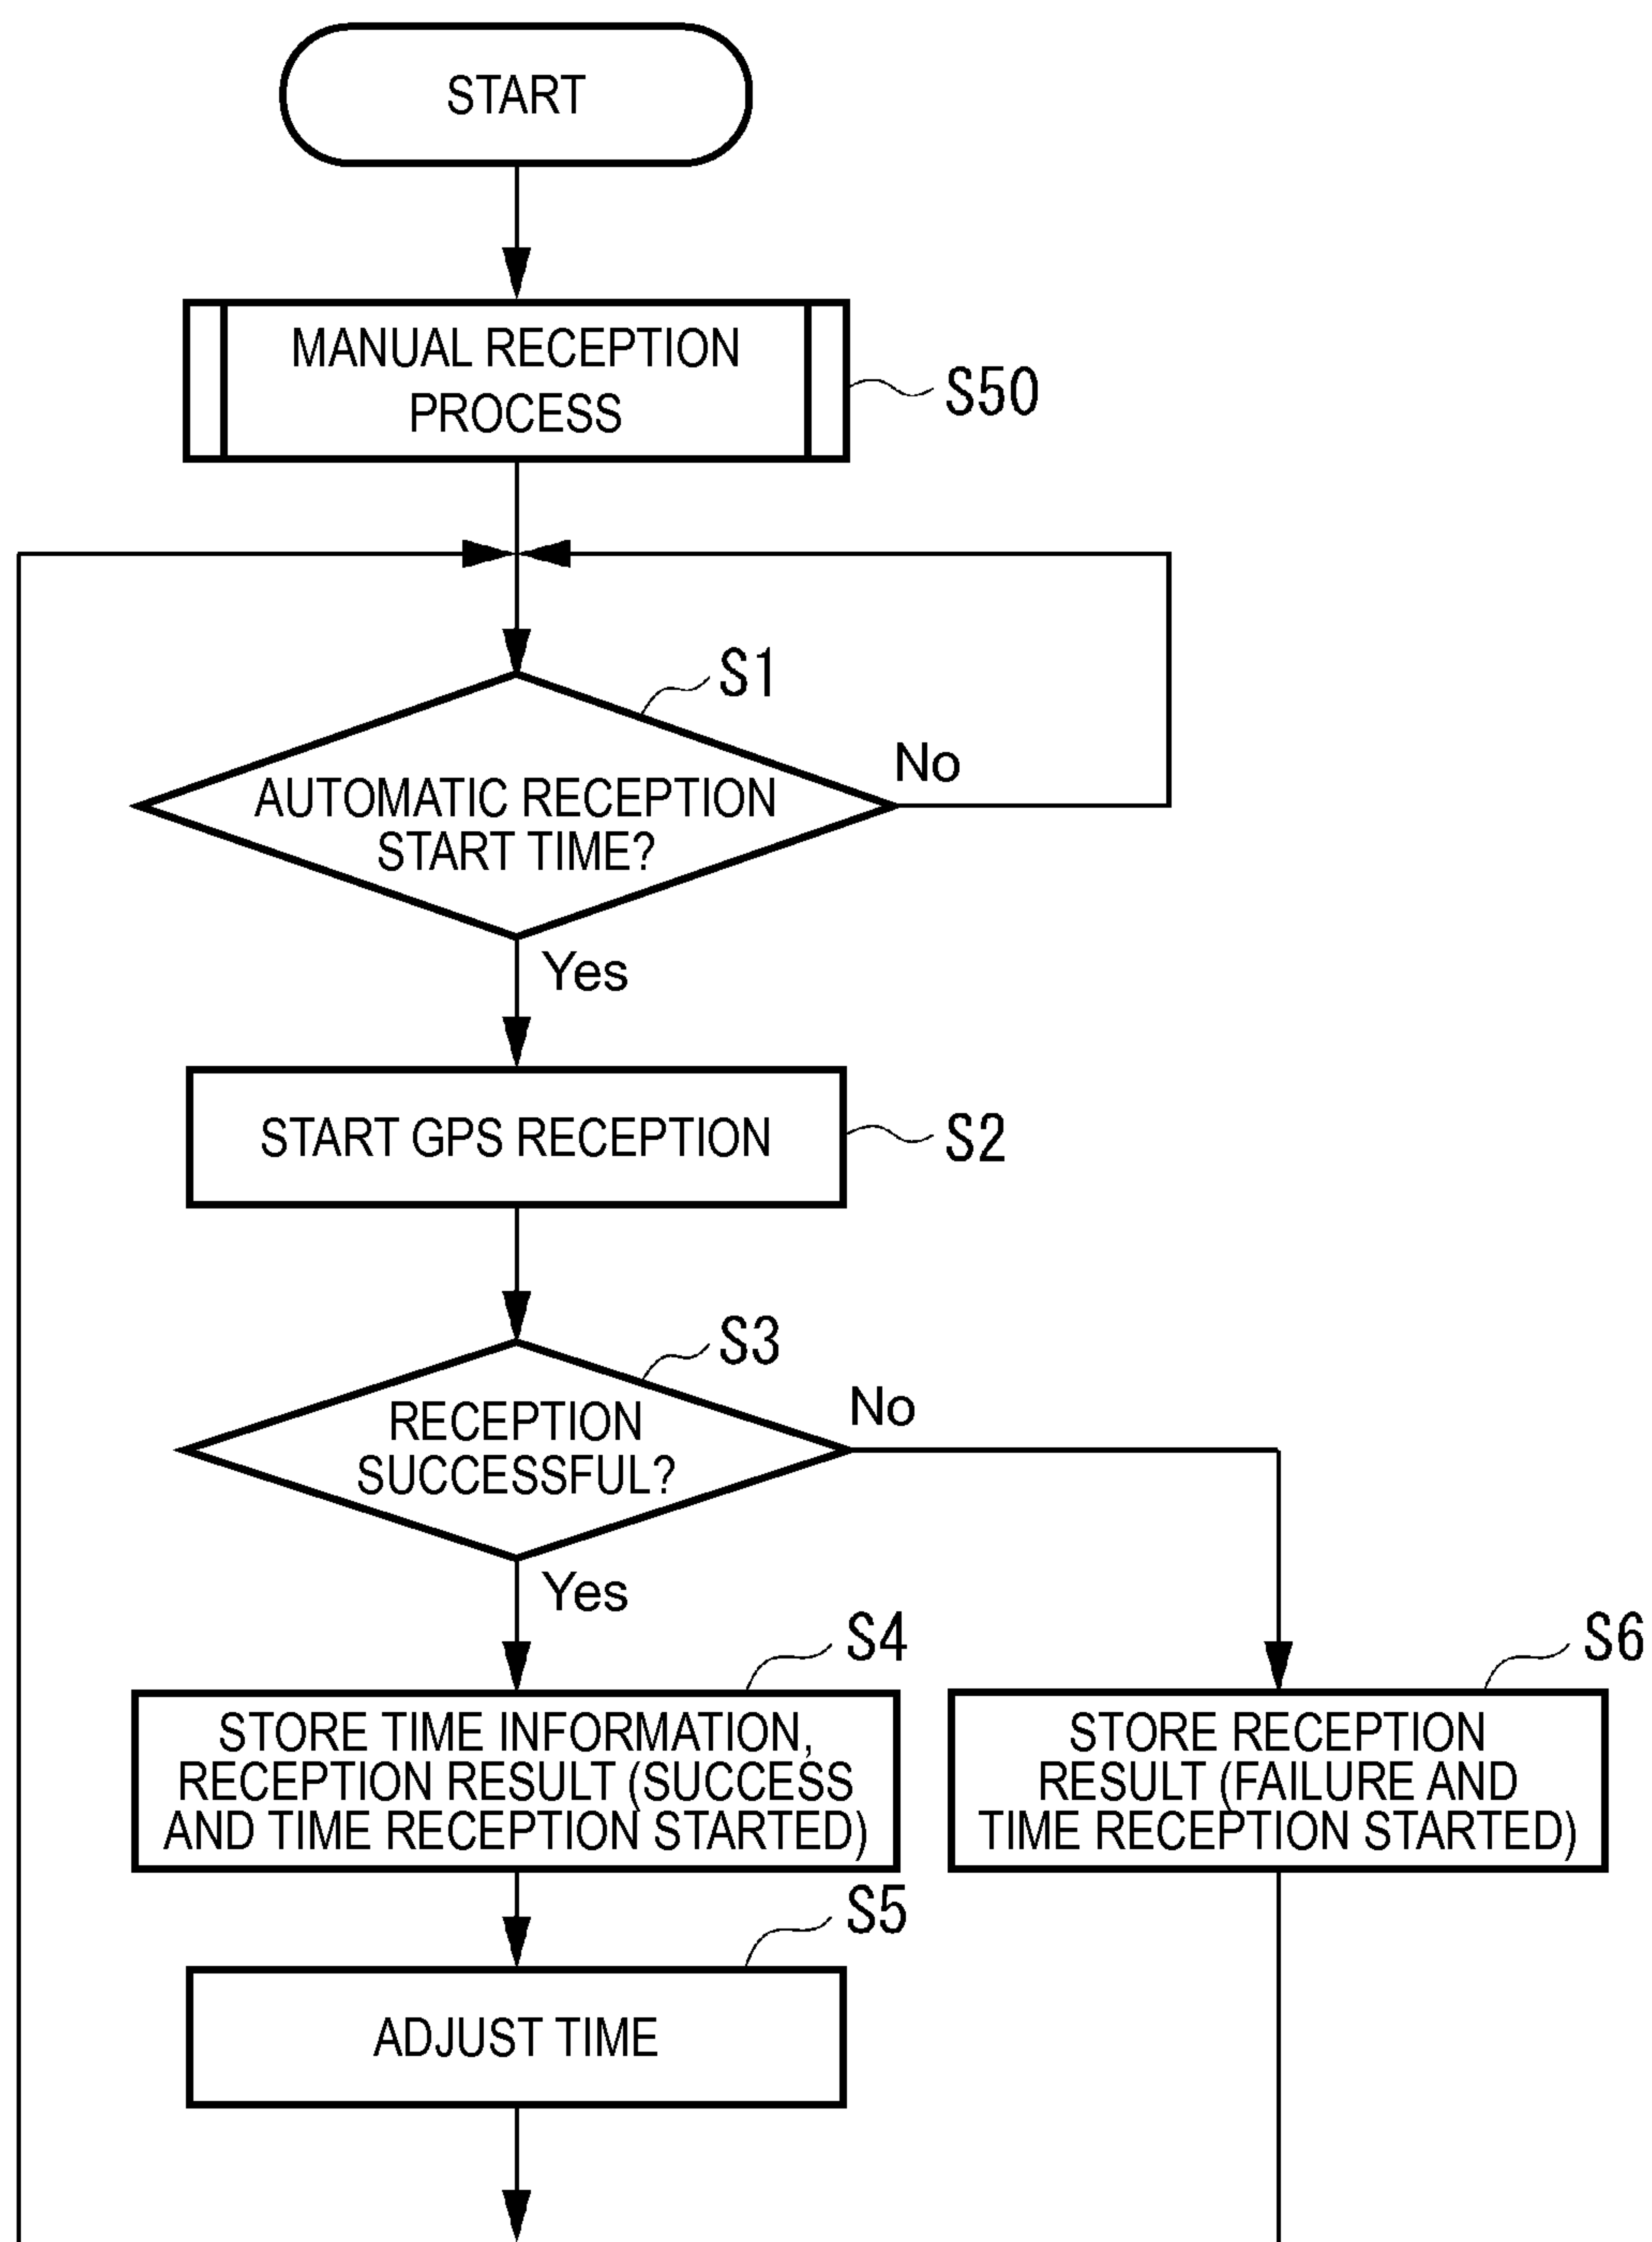 START
MANUAL RECEPTION
PROCESS
S50
S1
AUTOMATIC RECEPTION
START TIME?
No
Yes
START GPS RECEPTION
S2
S3
RECEPTION
SUCCESSFUL?
No
Yes
S4
STORE TIME INFORMATION,
RECEPTION RESULT (SUCCESS
AND TIME RECEPTION STARTED)
S6
STORE RECEPTION
RESULT (FAILURE AND
TIME RECEPTION STARTED)
S5
ADJUST TIME